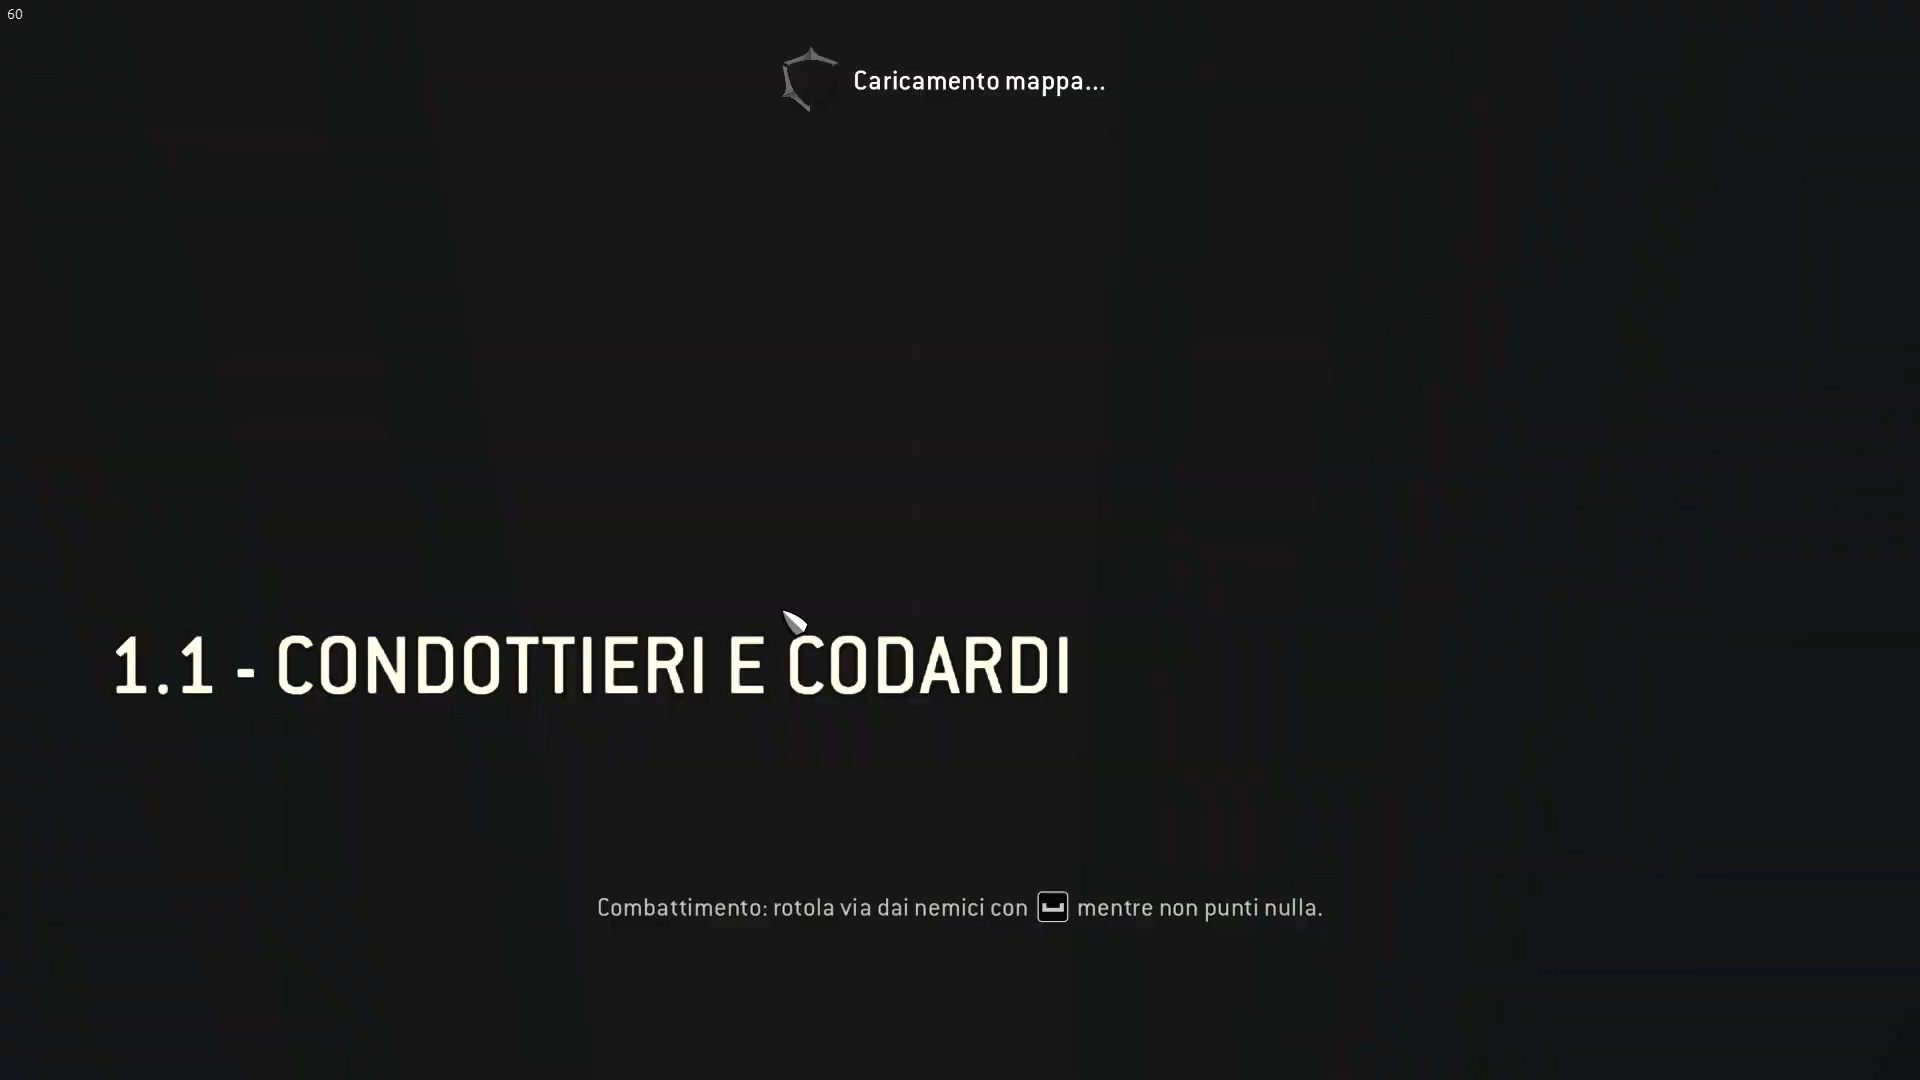 60
Caricamento mappa...
1.1 - CONDOTTIERI E CODARDI
Combattimento: rotola via dai nemici con mentre non punti nulla.